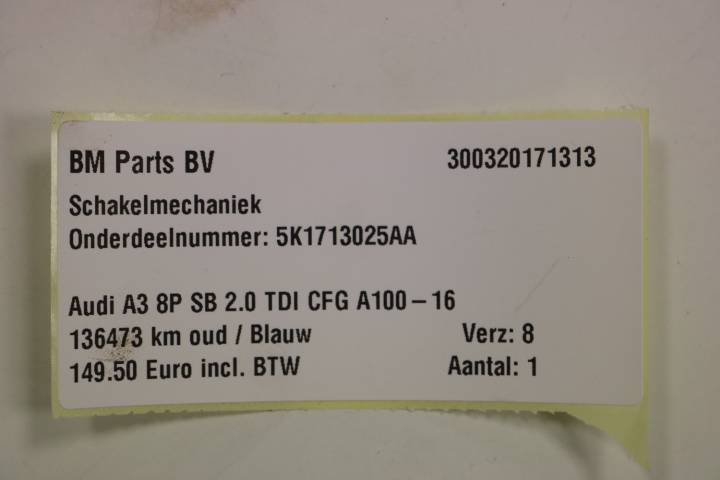 BM Parts BV 300320171313
Schakelmechaniek
Onderdeelnummer: 5K1713025AA
Audi A3 8P SB 2.0 TDI CFG A100-16
136473 km oud / Blauw Verz: 8
149.50 Euro incl. BTW Aantal: 1